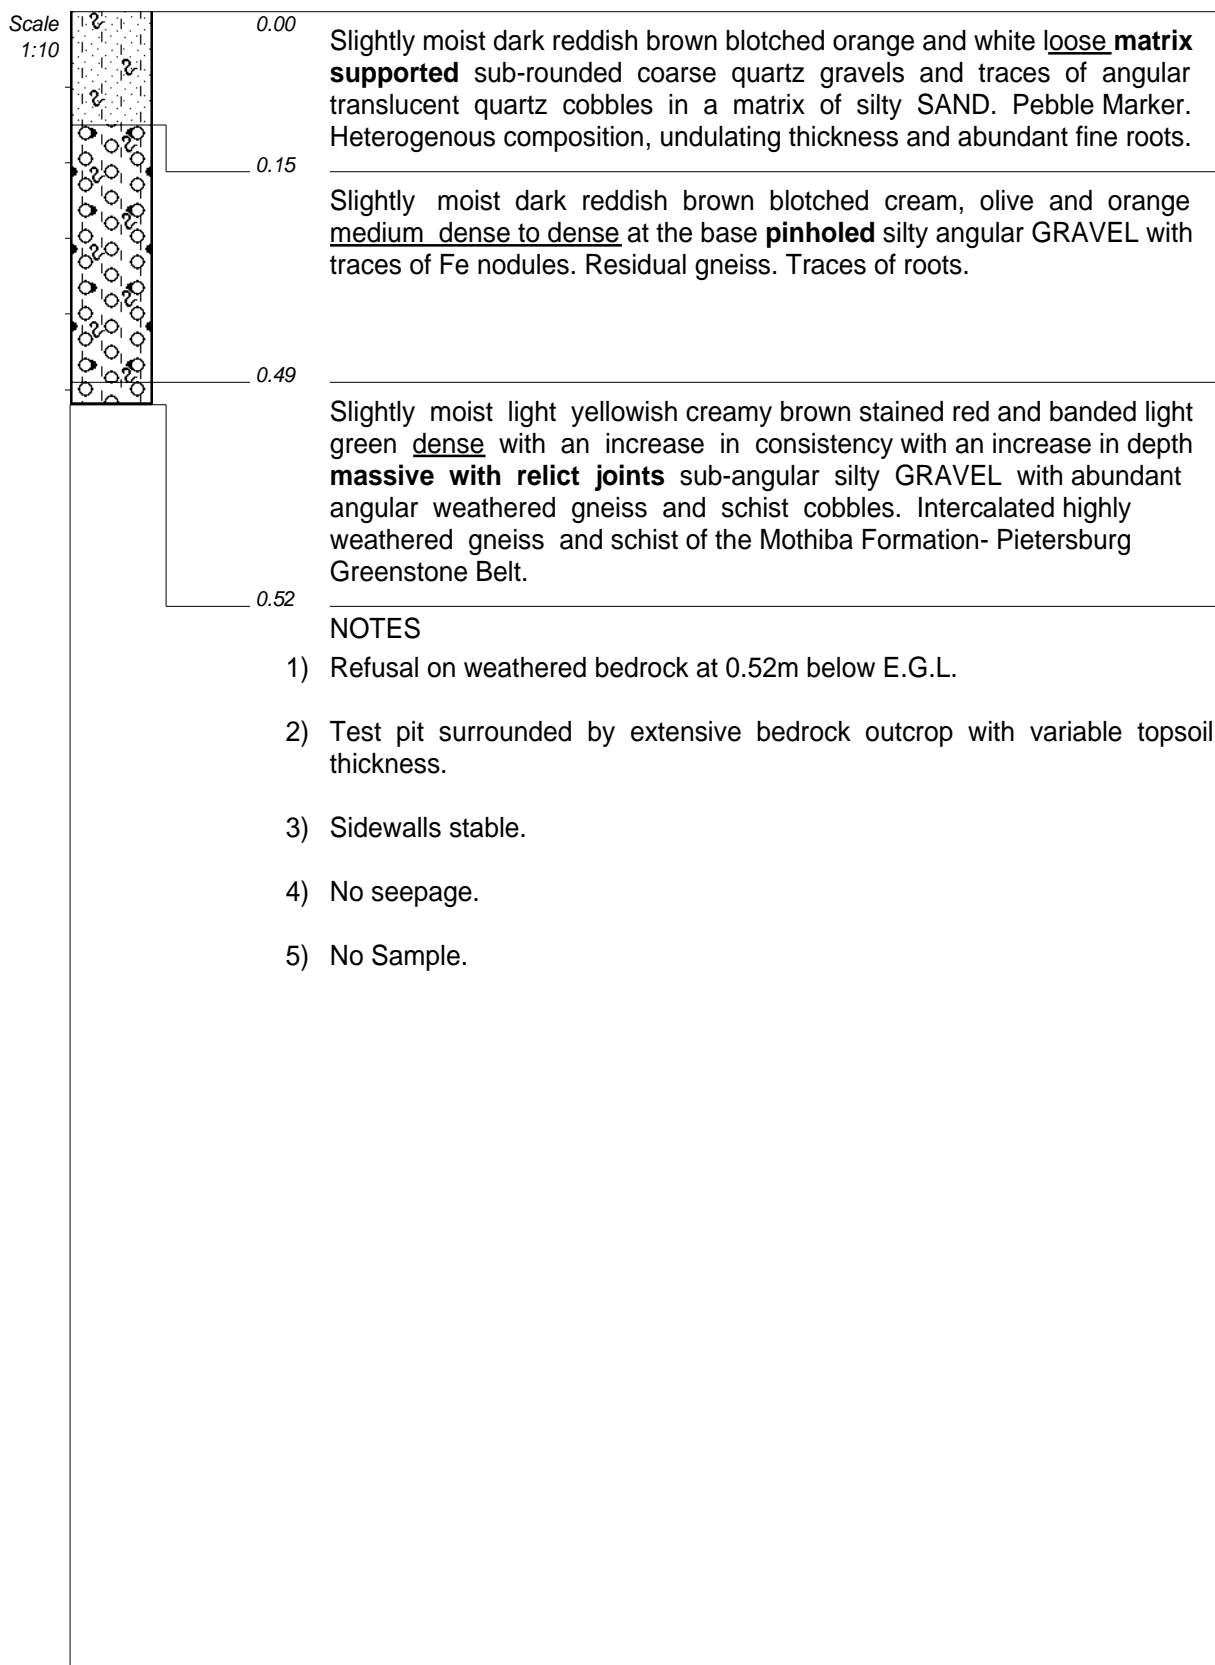 Scale
1:10
0.00
Slightly moist dark reddish brown blotched orange and white loose matrix
supported sub-rounded coarse quartz gravels and traces of angular
translucent quartz cobbles in a matrix of silty SAND. Pebble Marker.
Heterogenous composition, undulating thickness and abundant fine roots.
0.15
Slightly moist dark reddish brown blotched cream, olive and orange
medium dense to dense at the base pinholed silty angular GRAVEL with
traces of Fe nodules. Residual gneiss. Traces of roots.
0.49
Slightly moist light yellowish creamy brown stained red and banded light
green dense with an increase in consistency with an increase in depth
massive with relict joints sub-angular silty GRAVEL with abundant
angular weathered gneiss and schist cobbles. Intercalated highly
weathered gneiss and schist of the Mothiba Formation- Pietersburg
Greenstone Belt.
0.52
NOTES
1) Refusal on weathered bedrock at 0.52m below E.G.L.
2) Test pit surrounded by extensive bedrock outcrop with variable topsoil
thickness.
3) Sidewalls stable.
4) No seepage.
5) No Sample.